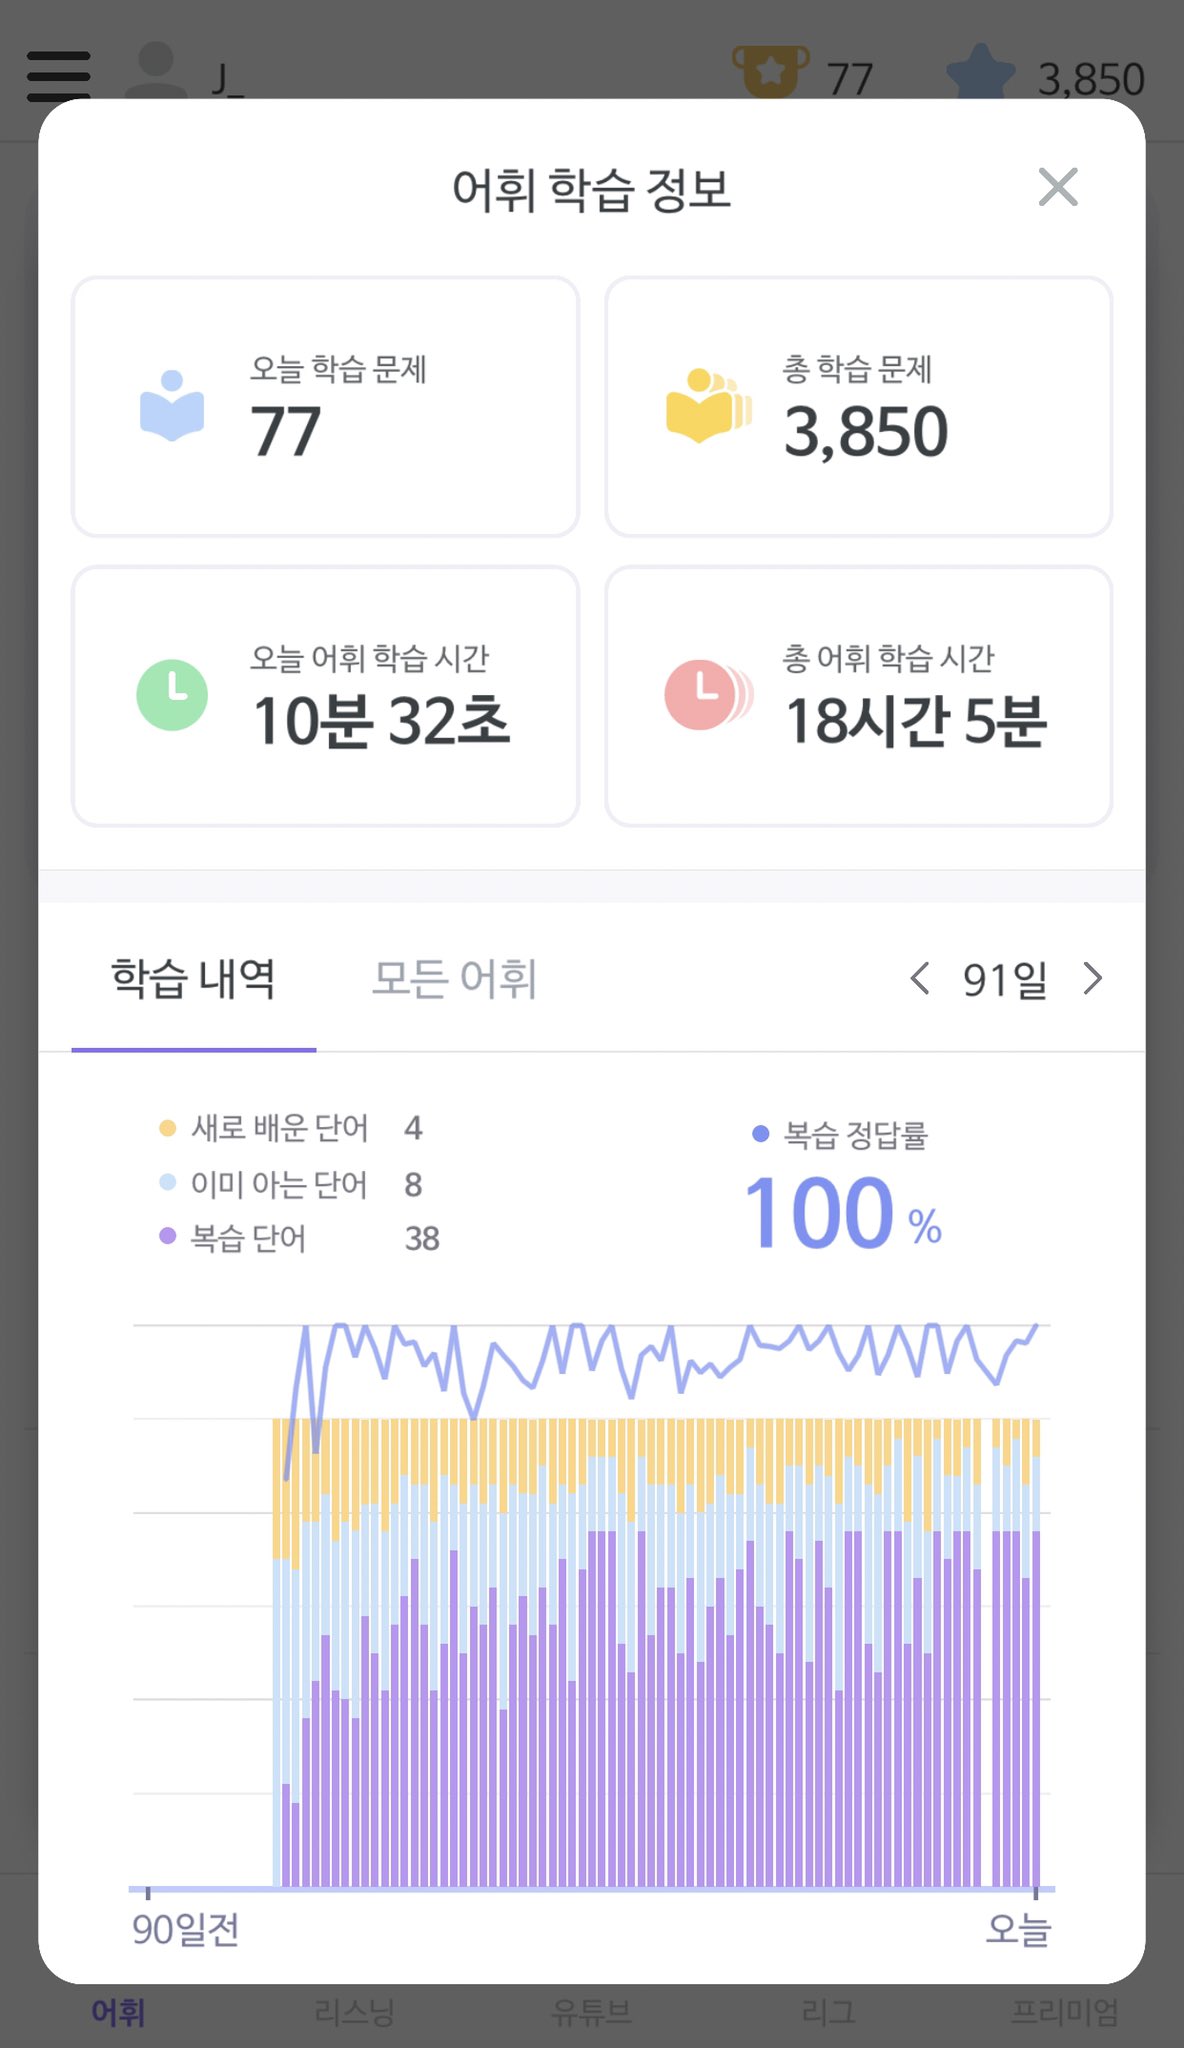 J_ 77 3,850
어휘 학습 정보
오늘 학습 문제
77
총 학습 문제
3,850
오늘 어휘 학습 시간
10분 32초
총 어휘 학습 시간
18시간 5분
학습 내역 모든 어휘 91일
새로 배운 단어 4
이미 아는 단어 8
복습 단어 38
복습 정답률
100 %
90일전 오늘
어휘 리스닝 유튜브 리그 프리미엄